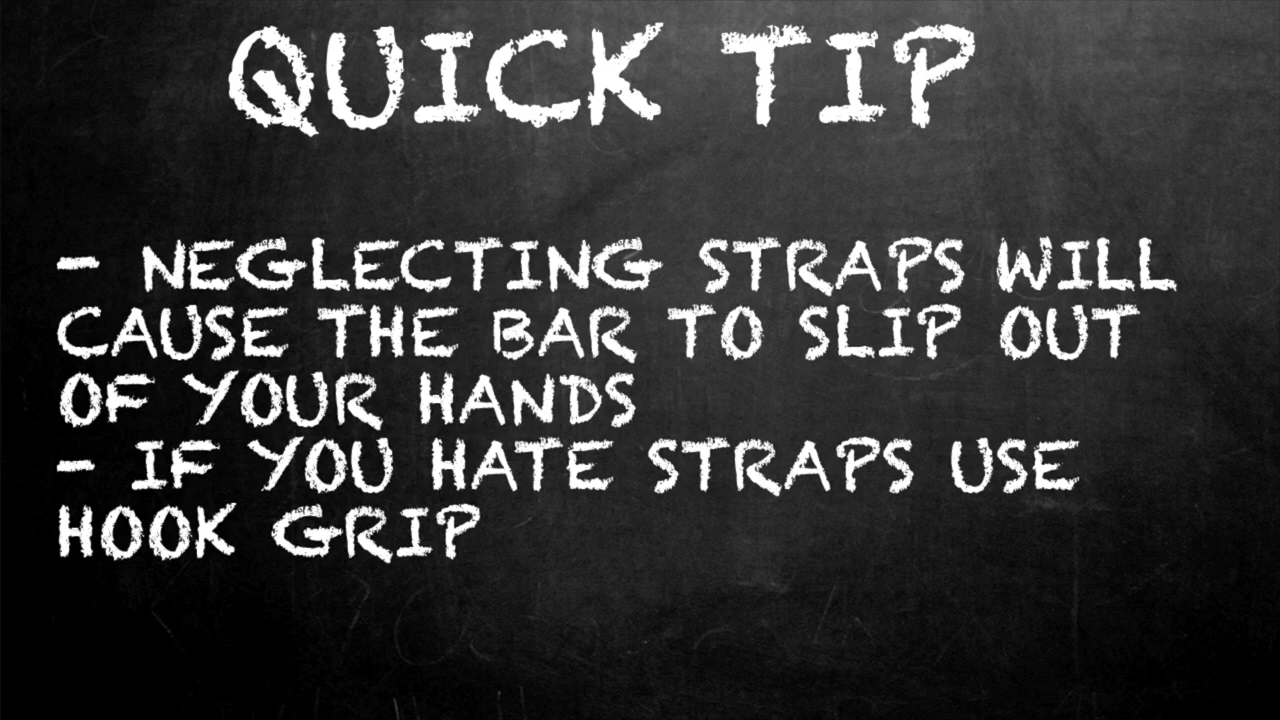 QUICK TIP
- NEGLECTING STRAPS WILL
CAUSE THE BAR TO SLIP OUT
OF YOUR HANDS
- IF YOU HATE STRAPS USE
HOOK GRIP